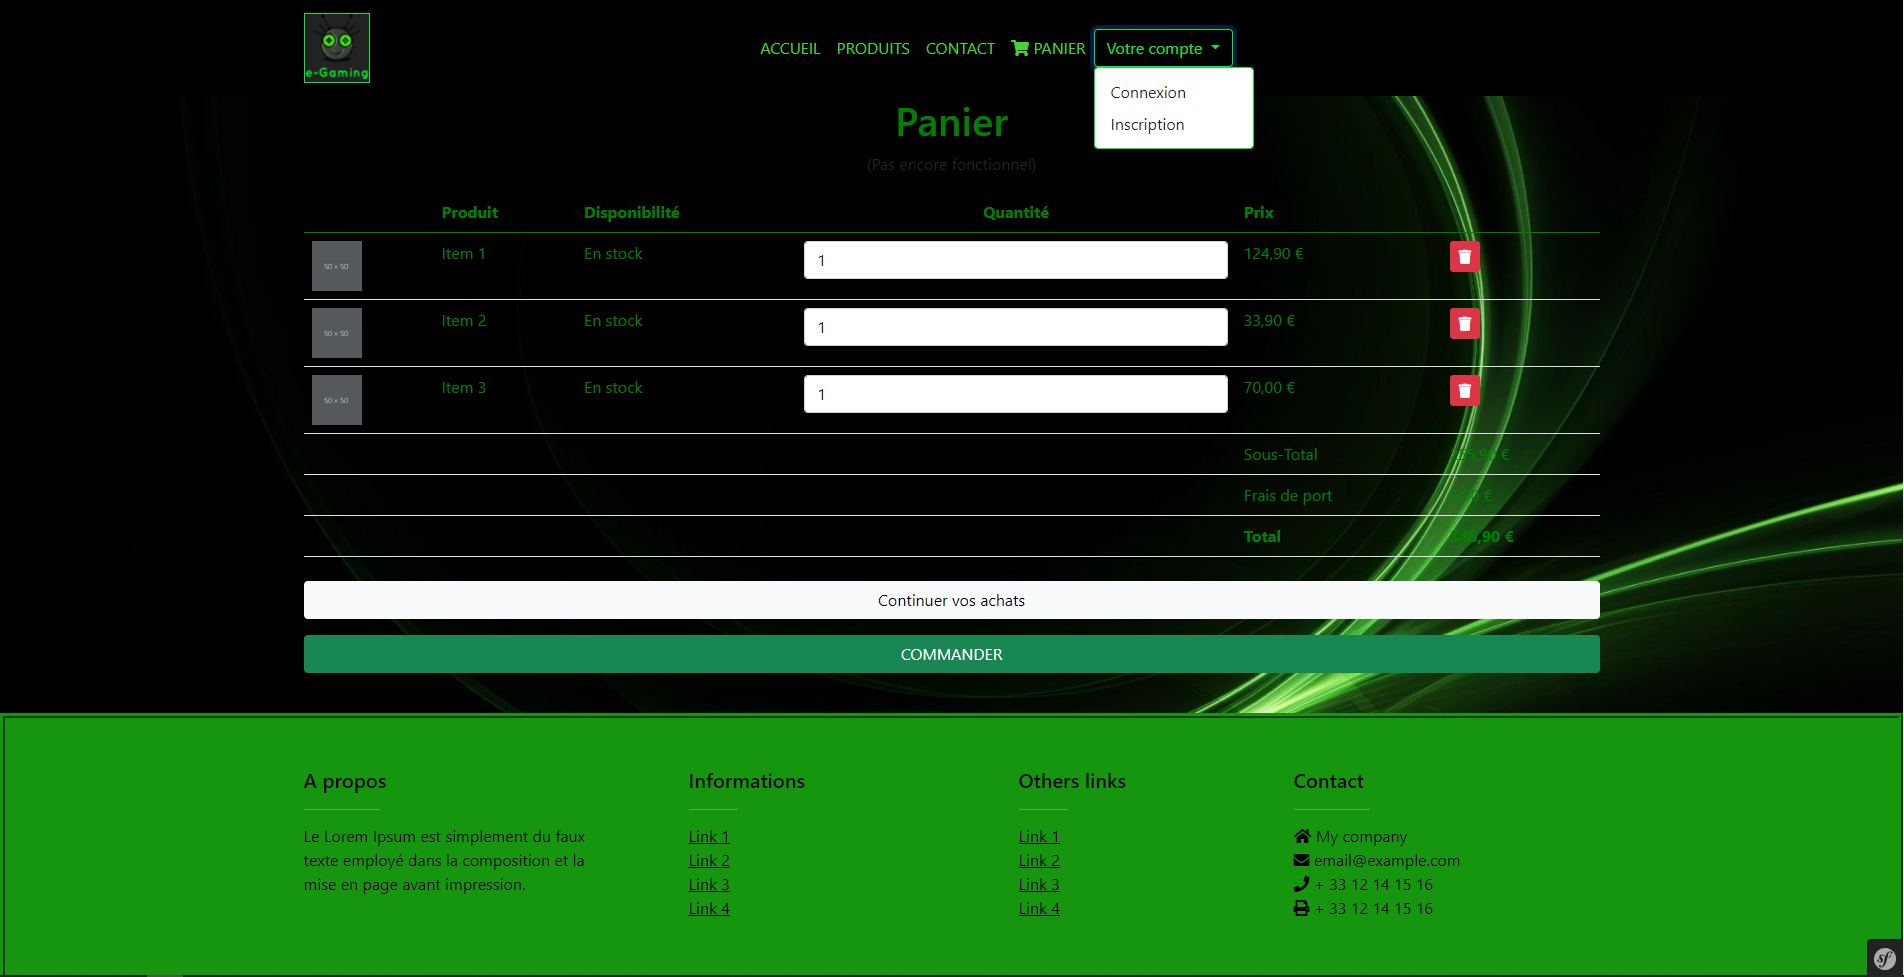 e-Gaming
ACCUEIL PRODUITS CONTACT PANIER Votre compte
Connexion
Inscription
Panier
(Pas encore fonctionnel)
Produit Disponibilité Quantité Prix
50 x 50 Item 1 En stock 1 124,90 €
50 x 50 Item 2 En stock 1 33,90 €
50 x 50 Item 3 En stock 1 70,00 €
Sous-Total
Frais de port
Total
Continuer vos achats
COMMANDER
A propos
Le Lorem Ipsum est simplement du faux
texte employé dans la composition et la
mise en page avant impression.
Informations
Link 1
Link 2
Link 3
Link 4
Others links
Link 1
Link 2
Link 3
Link 4
Contact
My company
email@example.com
+ 33 12 14 15 16
+ 33 12 14 15 16
sf